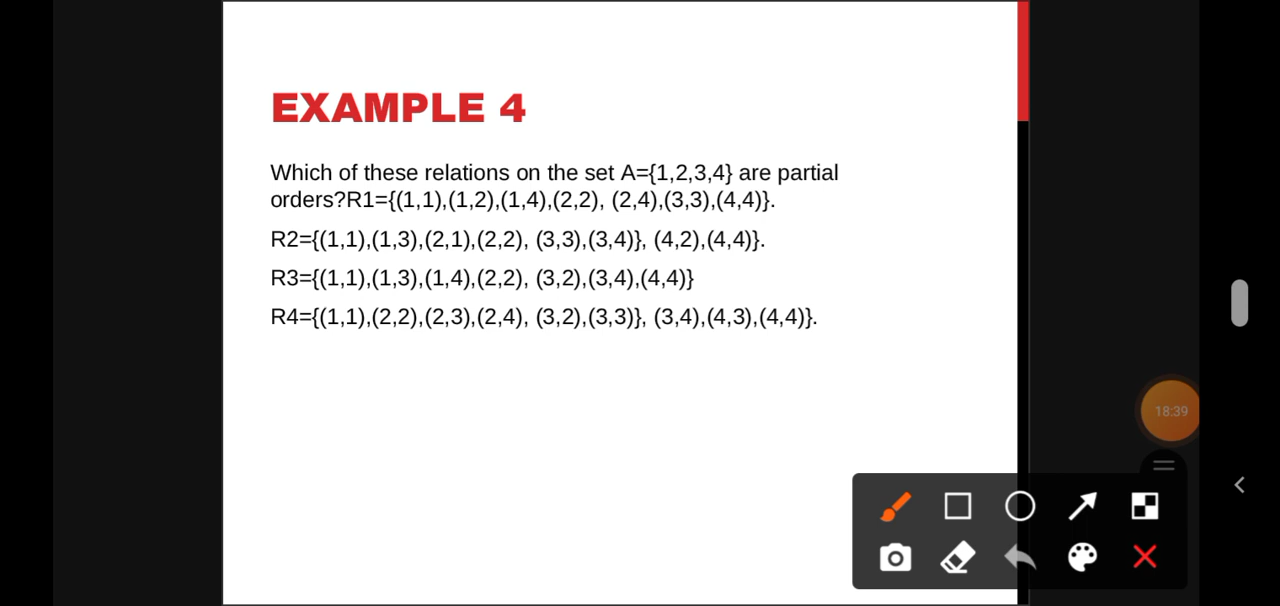 EXAMPLE 4
Which of these relations on the set A={1,2,3,4} are partial
orders?R1={(1,1),(1,2),(1,4),(2,2), (2,4),(3,3),(4,4)}.
R2={(1,1),(1,3),(2,1),(2,2), (3,3),(3,4)}, (4,2),(4,4)}.
R3={(1,1),(1,3),(1,4),(2,2), (3,2),(3,4),(4,4)}
R4={(1,1),(2,2),(2,3),(2,4), (3,2),(3,3)}, (3,4),(4,3),(4,4)}.
18:39